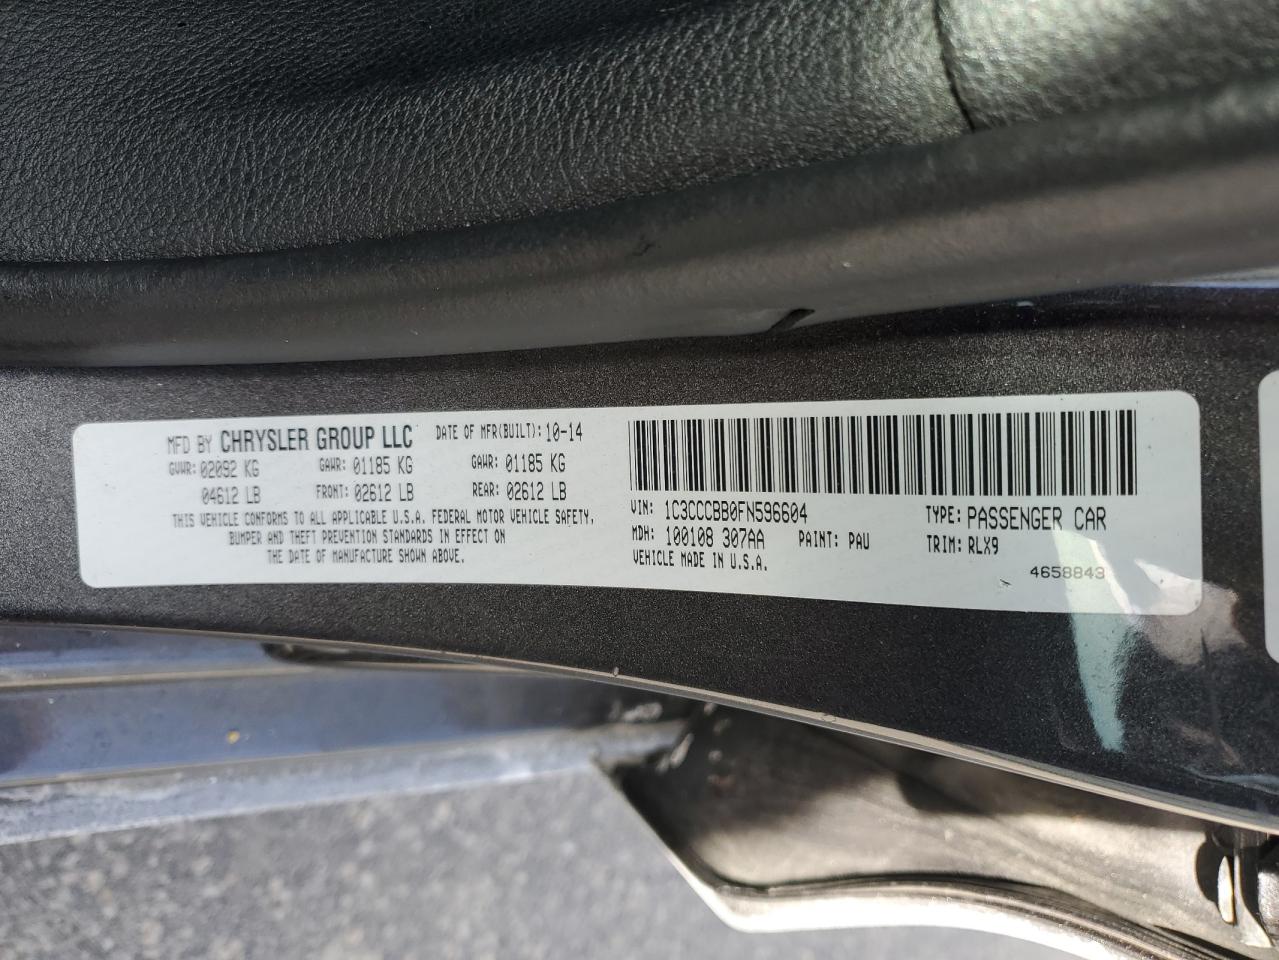 MFD BY CHRYSLER GROUP LLC DATE OF MFR(BUILT): 10-14
GVWR: 02092 KG GAWR: 01185 KG GAWR: 01185 KG
04612 LB FRONT: 02612 LB REAR: 02612 LB
THIS VEHICLE CONFORMS TO ALL APPLICABLE U.S.A. FEDERAL MOTOR VEHICLE SAFETY,
BUMPER AND THEFT PREVENTION STANDARDS IN EFFECT ON
THE DATE OF MANUFACTURE SHOWN ABOVE.
VIN: 1C3CCCBB0FN596604 TYPE: PASSENGER CAR
MDH: 100108 307AA PAINT: PAU TRIM: RLX9
VEHICLE MADE IN U.S.A.
4658843